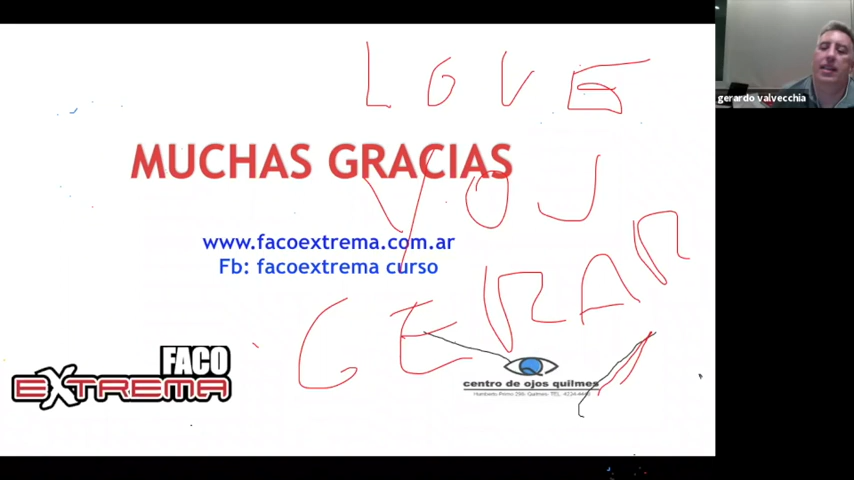 LOVE
gerardo valvecchia
MUCHAS GRACIAS
YOU
www.facoextrema.com.ar
Fb: facoextrema curso
GERAR
FACO
EXTREMA
centro de ojos quilmes